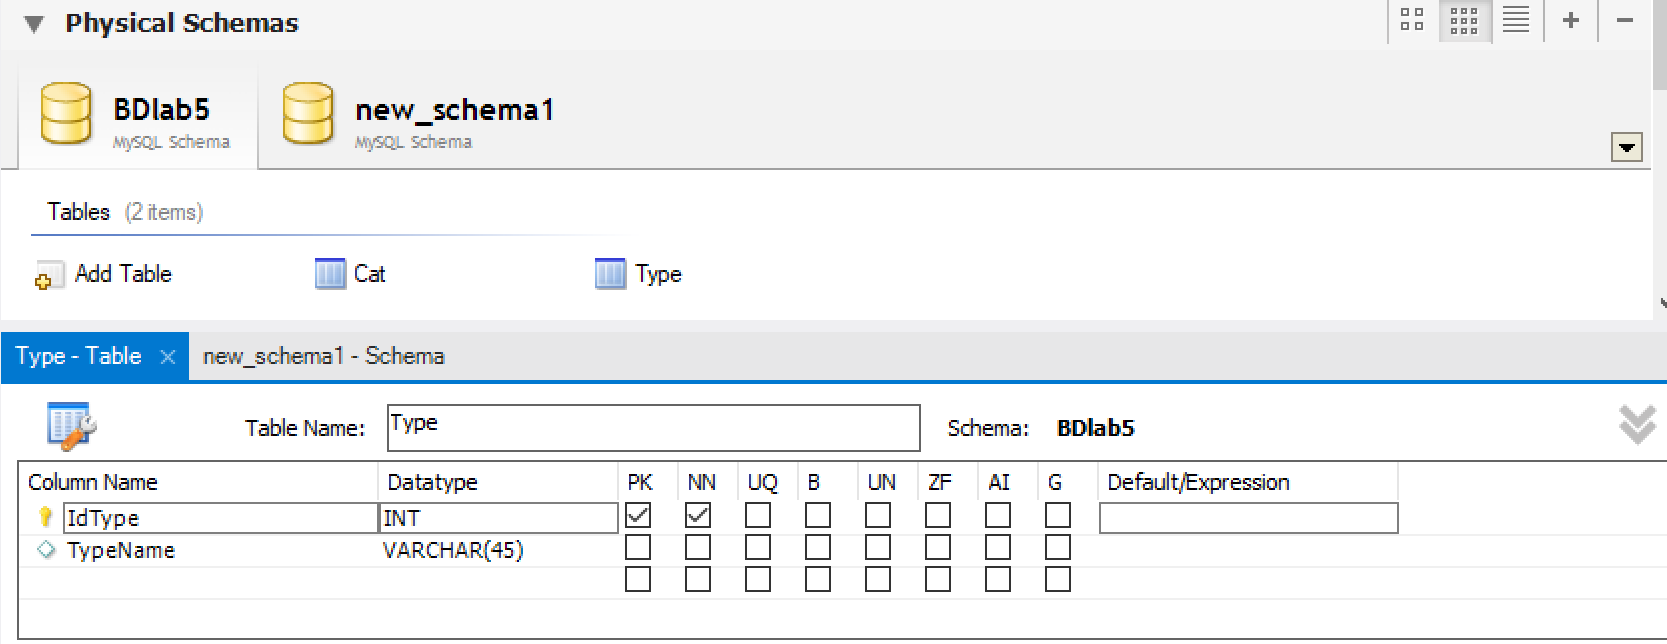 Physical Schemas
BDlab5
MySQL Schema
new_schema1
MySQL Schema
Tables (2 items)
Add Table Cat Type
Type - Table new_schema1 - Schema
Table Name: Type Schema: BDlab5
Column Name Datatype PK NN UQ B UN ZF AI G Default/Expression
IdType INT
TypeName VARCHAR(45)